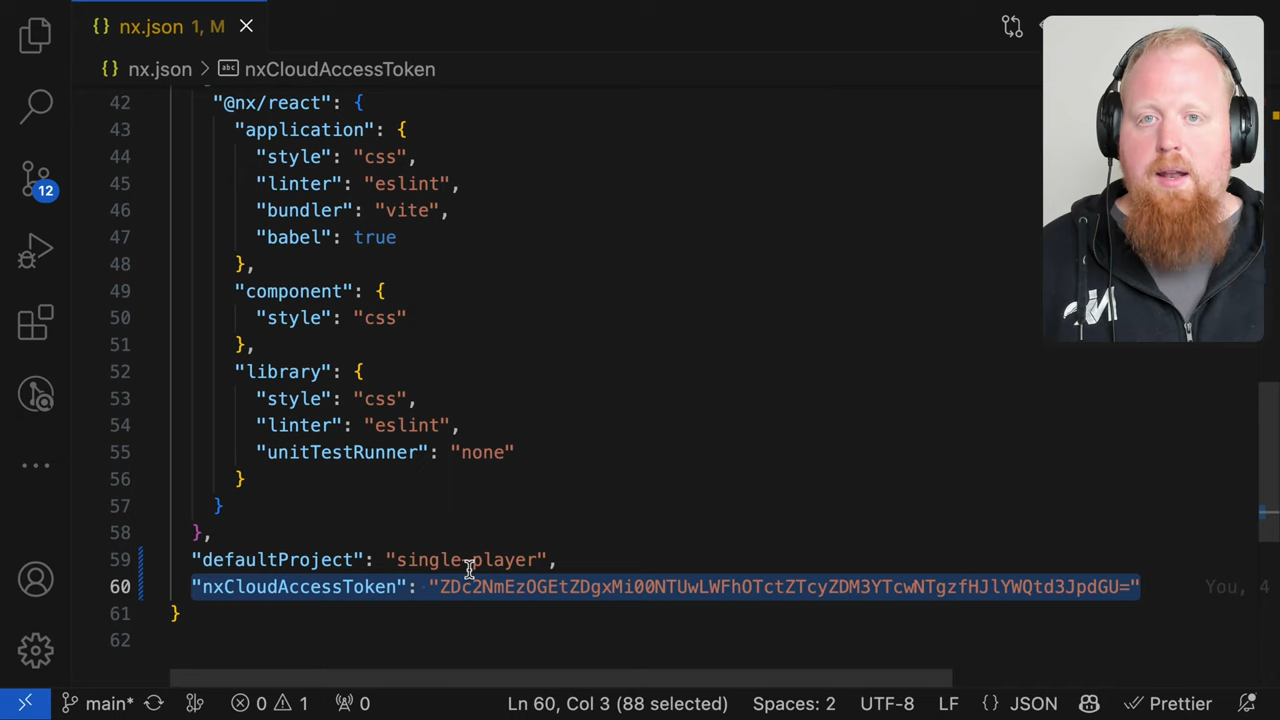 {} nx.json 1, M
{} nx.json > abc nxCloudAccessToken
42 "@nx/react": {
43 "application": {
44 "style": "css",
45 "linter": "eslint",
46 "bundler": "vite",
47 "babel": true
48 },
49 "component": {
50 "style": "css"
51 },
52 "library": {
53 "style": "css",
54 "linter": "eslint",
55 "unitTestRunner": "none"
56 }
57 }
58 },
59 "defaultProject": "single-player",
60 "nxCloudAccessToken": "ZDc2NmEzOGEtZDgxMi00NTUwLWFhOTctZTcyZDM3YTcwNTgzfHJlYWQtd3JpdGU=" You, 4
61 }
62
12
main* 0 1 0 Ln 60, Col 3 (88 selected) Spaces: 2 UTF-8 LF {} JSON Prettier